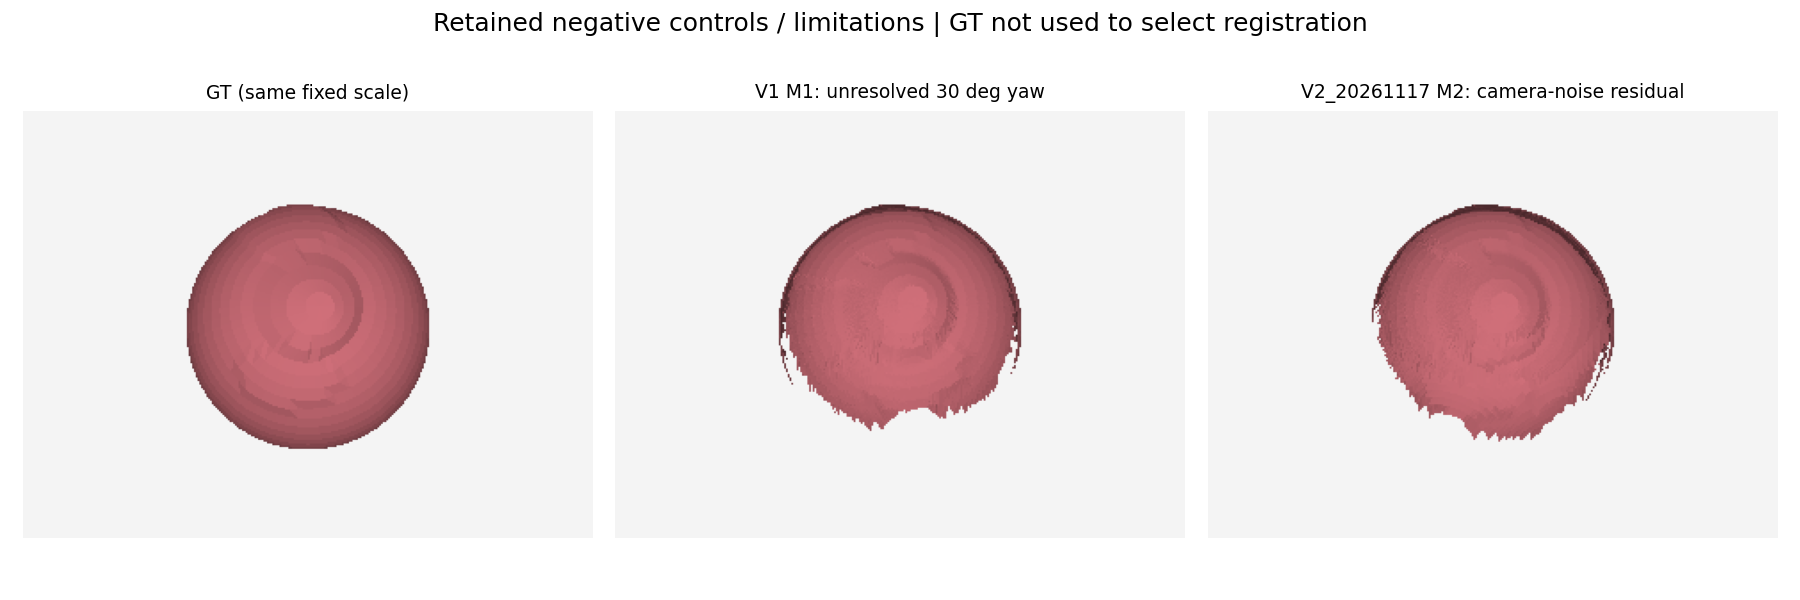 Retained negative controls / limitations | GT not used to select registration
GT (same fixed scale)
V1 M1: unresolved 30 deg yaw
V2_20261117 M2: camera-noise residual